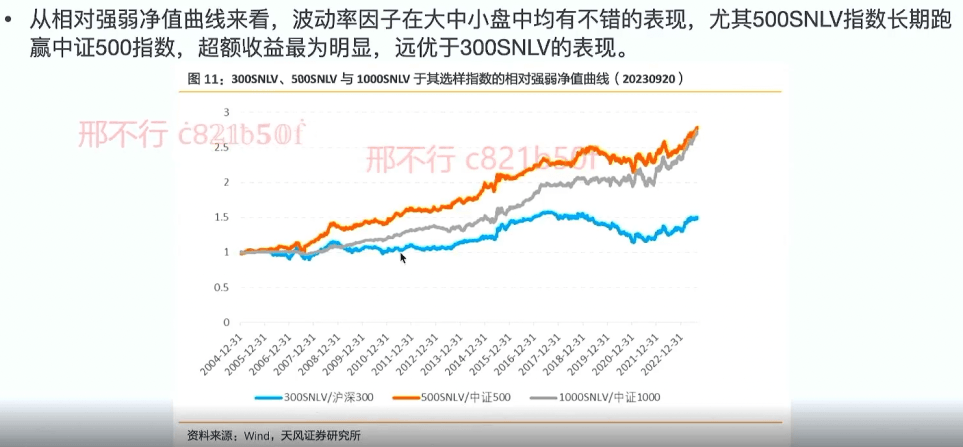 • 从相对强弱净值曲线来看，波动率因子在大中小盘中均有不错的表现，尤其500SNLV指数长期跑
赢中证500指数，超额收益最为明显，远优于300SNLV的表现。
图 11：300SNLV、500SNLV 与 1000SNLV 于其选样指数的相对强弱净值曲线（20230920）
邢不行 c821b50f
邢不行 c821b50f
3
2.5
2
1.5
1
0.5
0
2004-12-31
2005-12-31
2006-12-31
2007-12-31
2008-12-31
2009-12-31
2010-12-31
2011-12-31
2012-12-31
2013-12-31
2014-12-31
2015-12-31
2016-12-31
2017-12-31
2018-12-31
2019-12-31
2020-12-31
2021-12-31
2022-12-31
300SNLV/沪深300
500SNLV/中证500
1000SNLV/中证1000
资料来源：Wind，天风证券研究所